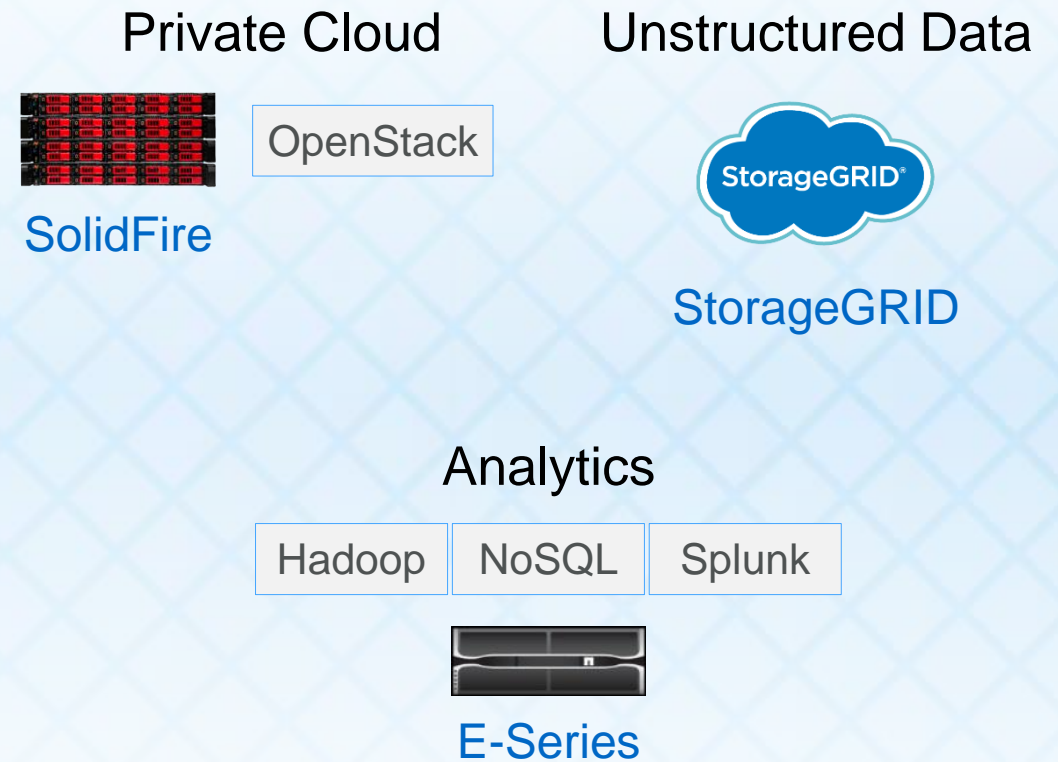 Private Cloud
Unstructured Data
OpenStack
StorageGRID®
SolidFire
StorageGRID
Analytics
Hadoop NoSQL Splunk
E-Series